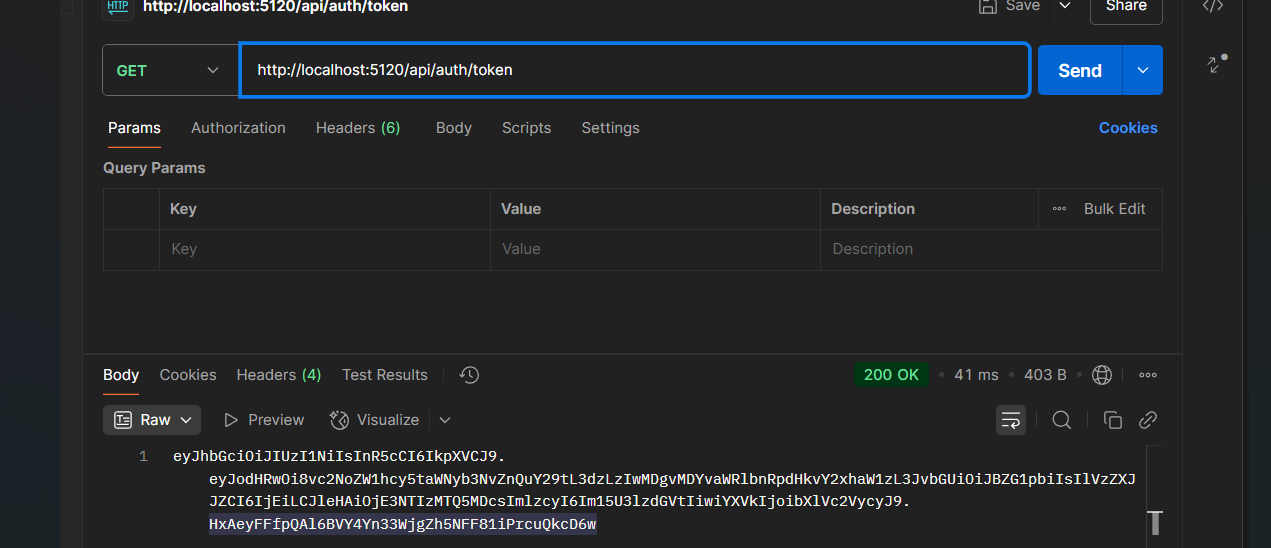 HTTP http://localhost:5120/api/auth/token Save Share </>
GET http://localhost:5120/api/auth/token Send
Params Authorization Headers (6) Body Scripts Settings Cookies
Query Params
Key Value Description Bulk Edit
Key Value Description
Body Cookies Headers (4) Test Results 200 OK 41 ms 403 B
Raw Preview Visualize
1 eyJhbGciOiJIUzI1NiIsInR5cCI6IkpXVCJ9.
eyJodHRwOi8vc2NoZW1hcy5taWNyb3NvZnQuY29tL3dzLzIwMDgvMDYvaWRlbnRpdHkvY2xhaW1zL3JvbGUiOiJBZG1pbiIsIlVzZXJ
JZCI6IjEiLCJleHAiOjE3NTIzMTQ5MDcsImlzcyI6Im15U3lzdGVtIiwiYXVkIjoibXlVc2VycyJ9.
HxAeyFFfpQAl6BVY4Yn33WjgZh5NFF81iPrcuQkcD6w
T